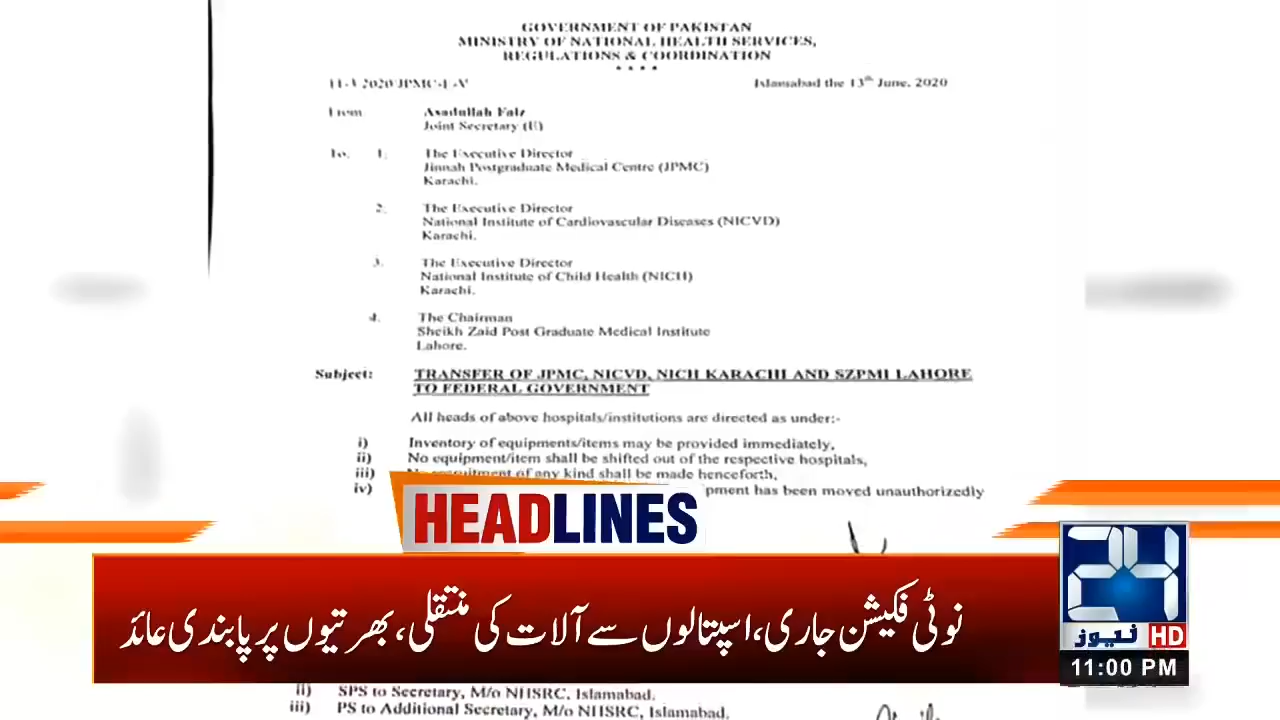 GOVERNMENT OF PAKISTAN
MINISTRY OF NATIONAL HEALTH SERVICES,
REGULATIONS & COORDINATION
* * * *
Islamabad the 13th June, 2020
From Asadullah Faiz
Joint Secretary (E)
To. 1. The Executive Director
Jinnah Postgraduate Medical Centre (JPMC)
Karachi.
2. The Executive Director
National Institute of Cardiovascular Diseases (NICVD)
Karachi.
3. The Executive Director
National Institute of Child Health (NICH)
Karachi.
4. The Chairman
Sheikh Zaid Post Graduate Medical Institute
Lahore.
Subject: TRANSFER OF JPMC, NICVD, NICH KARACHI AND SZPMI LAHORE
TO FEDERAL GOVERNMENT
All heads of above hospitals/institutions are directed as under:-
i) Inventory of equipments/items may be provided immediately,
ii) No equipment/item shall be shifted out of the respective hospitals,
iii) No recruitment of any kind shall be made henceforth,
iv) has been moved unauthorizedly
HEADLINES
نوٹی فکیشن جاری، اسپتالوں سے آلات کی منتقلی، بھرتیوں پر پابندی عائد
24
نیوز HD
11:00 PM
ii) SPS to Secretary, M/o NHSRC, Islamabad.
iii) PS to Additional Secretary, M/o NHSRC, Islamabad.